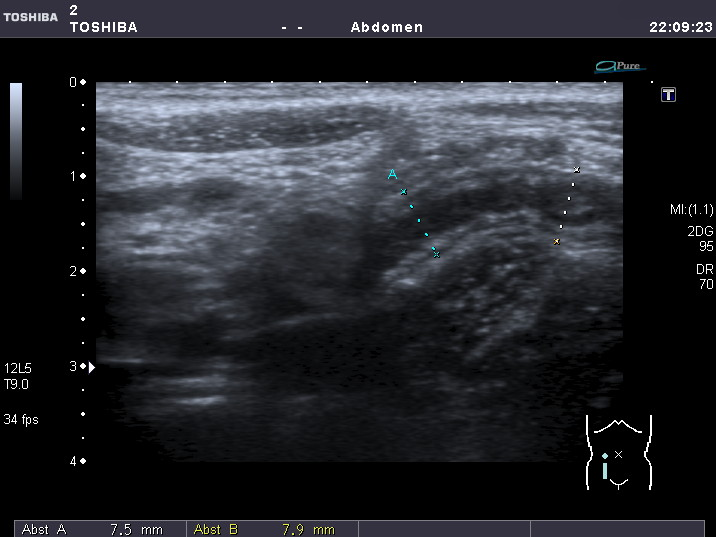 TOSHIBA
2
TOSHIBA - - Abdomen 22:09:23
Pure
T
0
A
1
MI:(1.1)
2DG
95
DR
70
2
3
12L5
T9.0
34 fps
4
Abst A 7.5 mm Abst B 7.9 mm